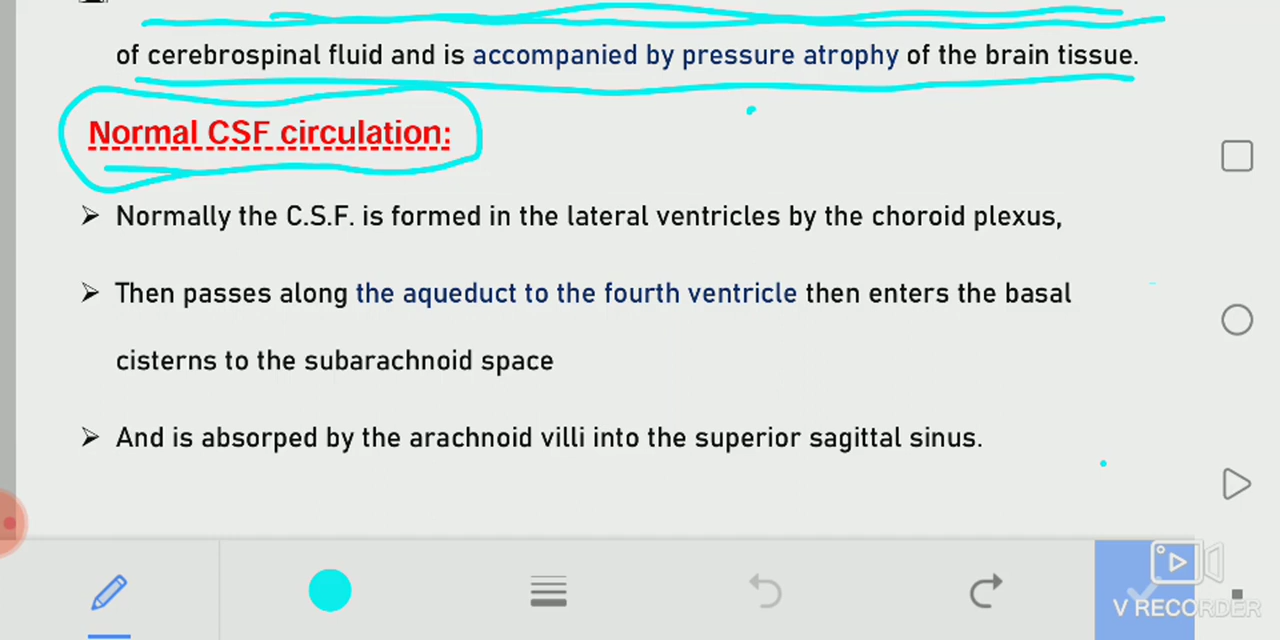 of cerebrospinal fluid and is accompanied by pressure atrophy of the brain tissue.
Normal CSF circulation:
➢ Normally the C.S.F. is formed in the lateral ventricles by the choroid plexus,
➢ Then passes along the aqueduct to the fourth ventricle then enters the basal
cisterns to the subarachnoid space
➢ And is absorped by the arachnoid villi into the superior sagittal sinus.
V RECORDER